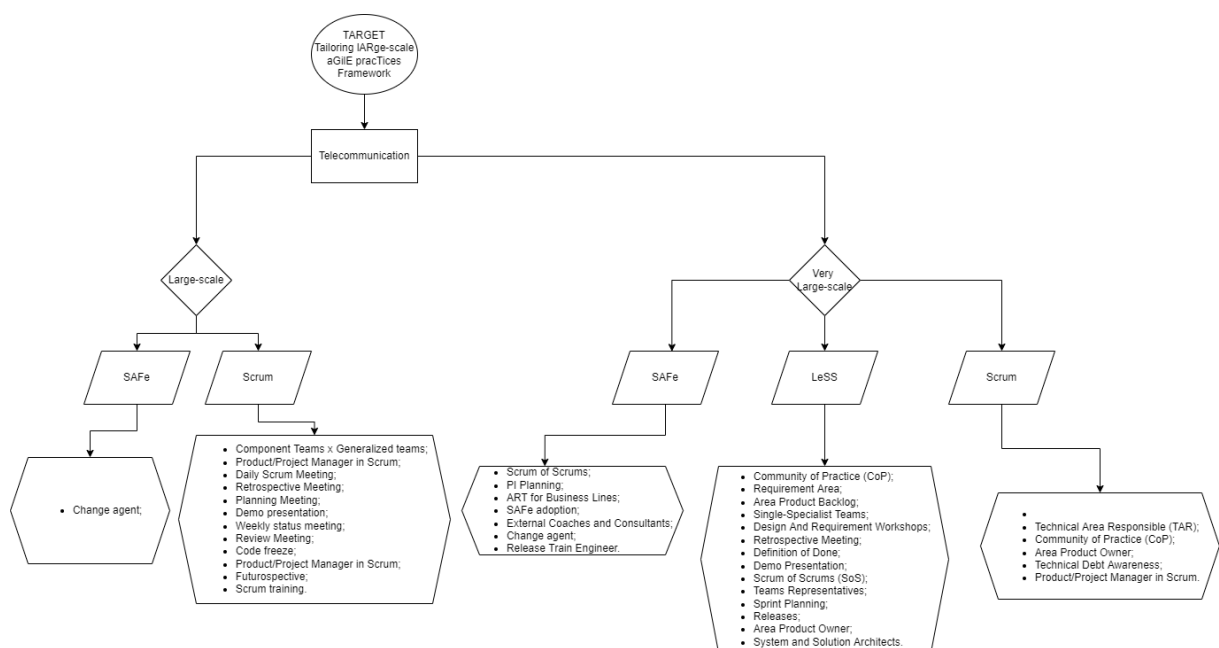 TARGET
Tailoring lARge-scale
aGilE pracTices
Framework
Telecommunication
Large-scale
Very
Large-scale
SAFe
Scrum
SAFe
LeSS
Scrum
Change agent;
Component Teams x Generalized teams;
Product/Project Manager in Scrum;
Daily Scrum Meeting;
Retrospective Meeting;
Planning Meeting;
Demo presentation;
Weekly status meeting;
Review Meeting;
Code freeze;
Product/Project Manager in Scrum;
Futurospective;
Scrum training.
Scrum of Scrums;
PI Planning;
ART for Business Lines;
SAFe adoption;
External Coaches and Consultants;
Change agent;
Release Train Engineer.
Community of Practice (CoP);
Requirement Area;
Area Product Backlog;
Single-Specialist Teams;
Design And Requirement Workshops;
Retrospective Meeting;
Definition of Done;
Demo Presentation;
Scrum of Scrums (SoS);
Teams Representatives;
Sprint Planning;
Releases;
Area Product Owner;
System and Solution Architects.
Technical Area Responsible (TAR);
Community of Practice (CoP);
Area Product Owner;
Technical Debt Awareness;
Product/Project Manager in Scrum.